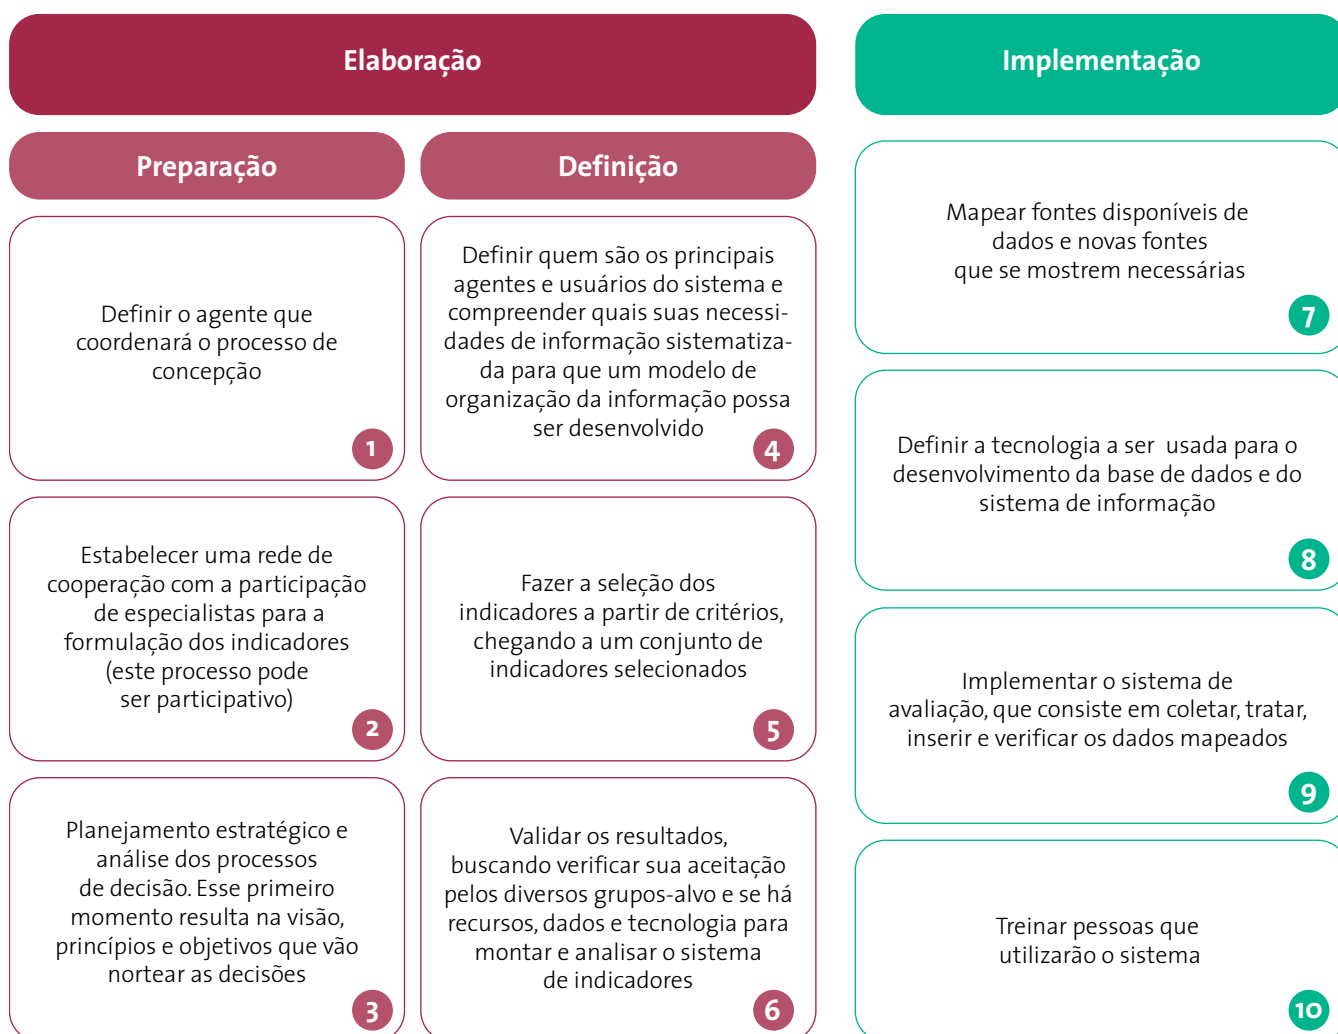 Elaboração
Preparação
Definir o agente que
coordenará o processo de
concepção
1
Estabelecer uma rede de
cooperação com a participação
de especialistas para a
formulação dos indicadores
(este processo pode
ser participativo)
2
Planejamento estratégico e
análise dos processos
de decisão. Esse primeiro
momento resulta na visão,
princípios e objetivos que vão
nortear as decisões
3
Definição
Definir quem são os principais
agentes e usuários do sistema e
compreender quais suas necessi-
dades de informação sistematiza-
da para que um modelo de
organização da informação possa
ser desenvolvido
4
Fazer a seleção dos
indicadores a partir de critérios,
chegando a um conjunto de
indicadores selecionados
5
Validar os resultados,
buscando verificar sua aceitação
pelos diversos grupos-alvo e se há
recursos, dados e tecnologia para
montar e analisar o sistema
de indicadores
6
Implementação
Mapear fontes disponíveis de
dados e novas fontes
que se mostrem necessárias
7
Definir a tecnologia a ser usada para o
desenvolvimento da base de dados e do
sistema de informação
8
Implementar o sistema de
avaliação, que consiste em coletar, tratar,
inserir e verificar os dados mapeados
9
Treinar pessoas que
utilizarão o sistema
10